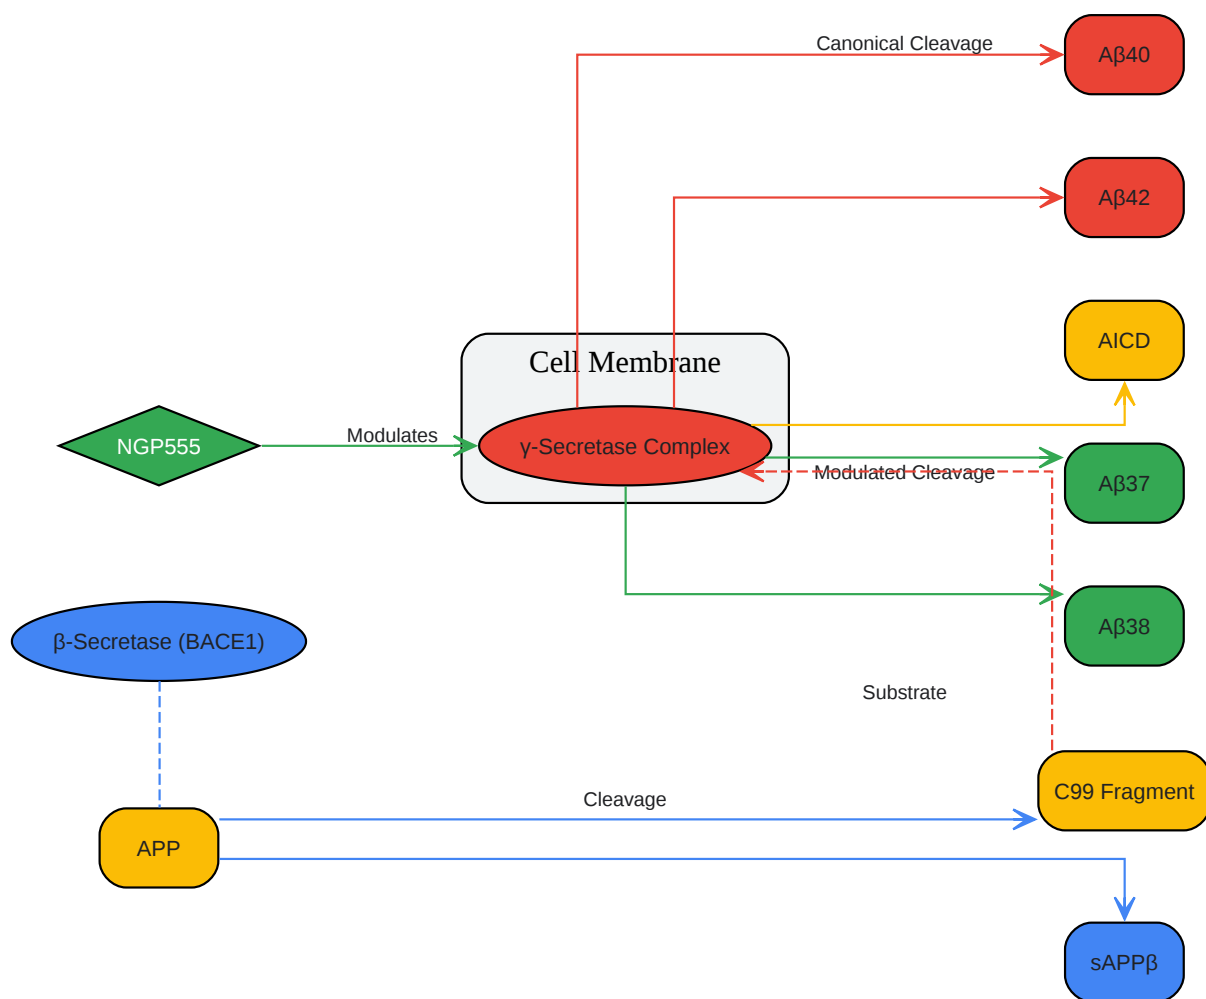 Canonical Cleavage
Aβ40
Aβ42
AICD
Cell Membrane
NGP555
Modulates
γ-Secretase Complex
Modulated Cleavage
Aβ37
Aβ38
β-Secretase (BACE1)
Substrate
C99 Fragment
Cleavage
APP
sAPPβ